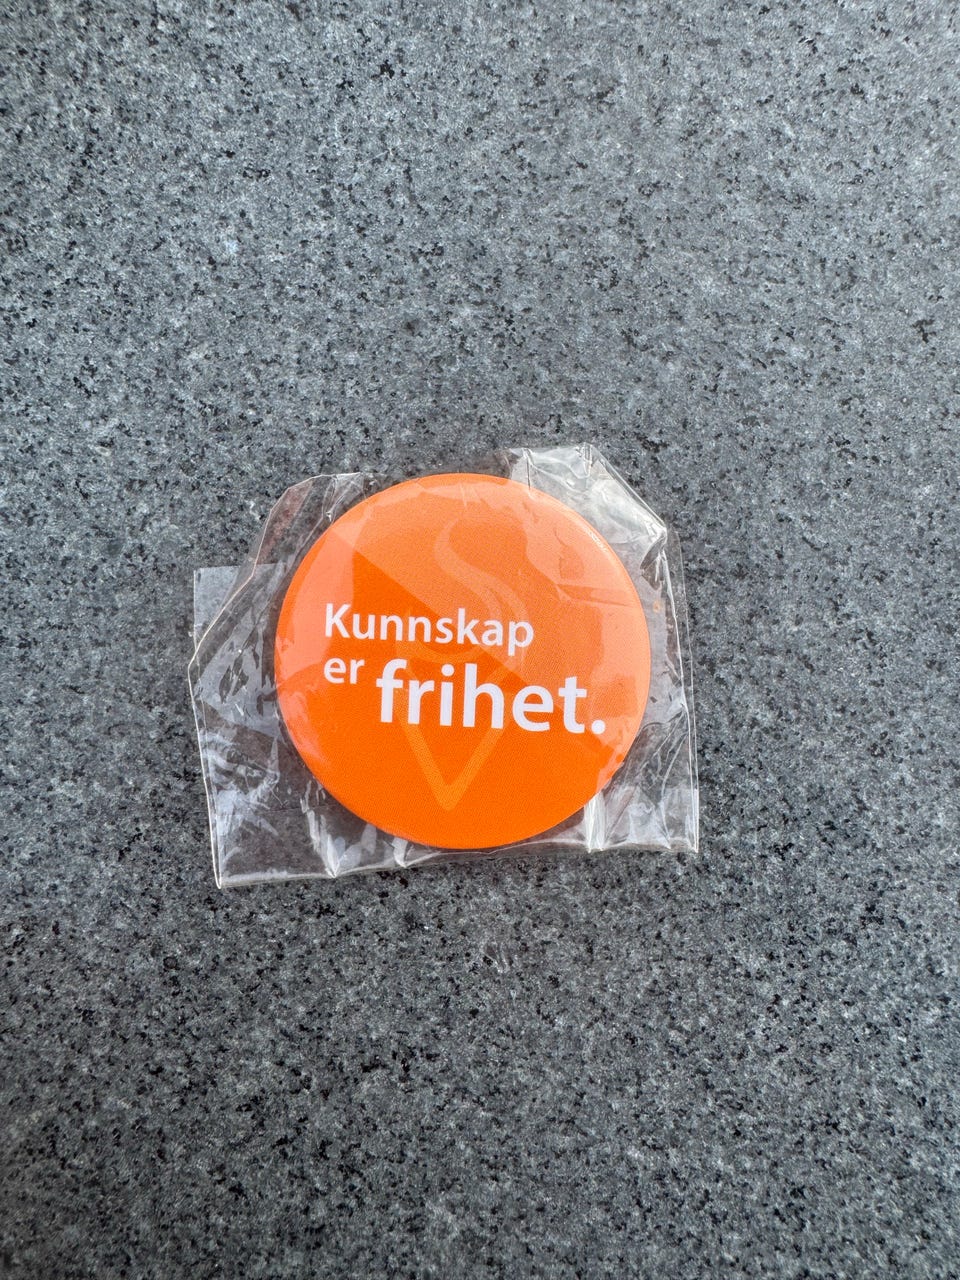 Kunnskap
er frihet.